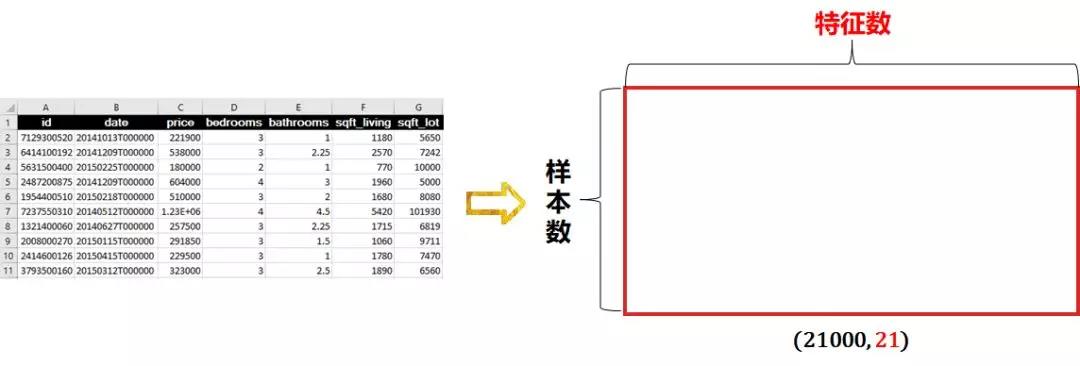 特征数
A B C D E F G
1 id date price bedrooms bathrooms sqft_living sqft_lot
2 7129300520 20141013T000000 221900 3 1 1180 5650
3 6414100192 20141209T000000 538000 3 2.25 2570 7242
4 5631500400 20150225T000000 180000 2 1 770 10000
5 2487200875 20141209T000000 604000 4 3 1960 5000
6 1954400510 20150218T000000 510000 3 2 1680 8080
7 7237550310 20140512T000000 1.23E+06 4 4.5 5420 101930
8 1321400060 20140627T000000 257500 3 2.25 1715 6819
9 2008000270 20150115T000000 291850 3 1.5 1060 9711
10 2414600126 20150415T000000 229500 3 1 1780 7470
11 3793500160 20150312T000000 323000 3 2.5 1890 6560
样本数
(21000, 21)